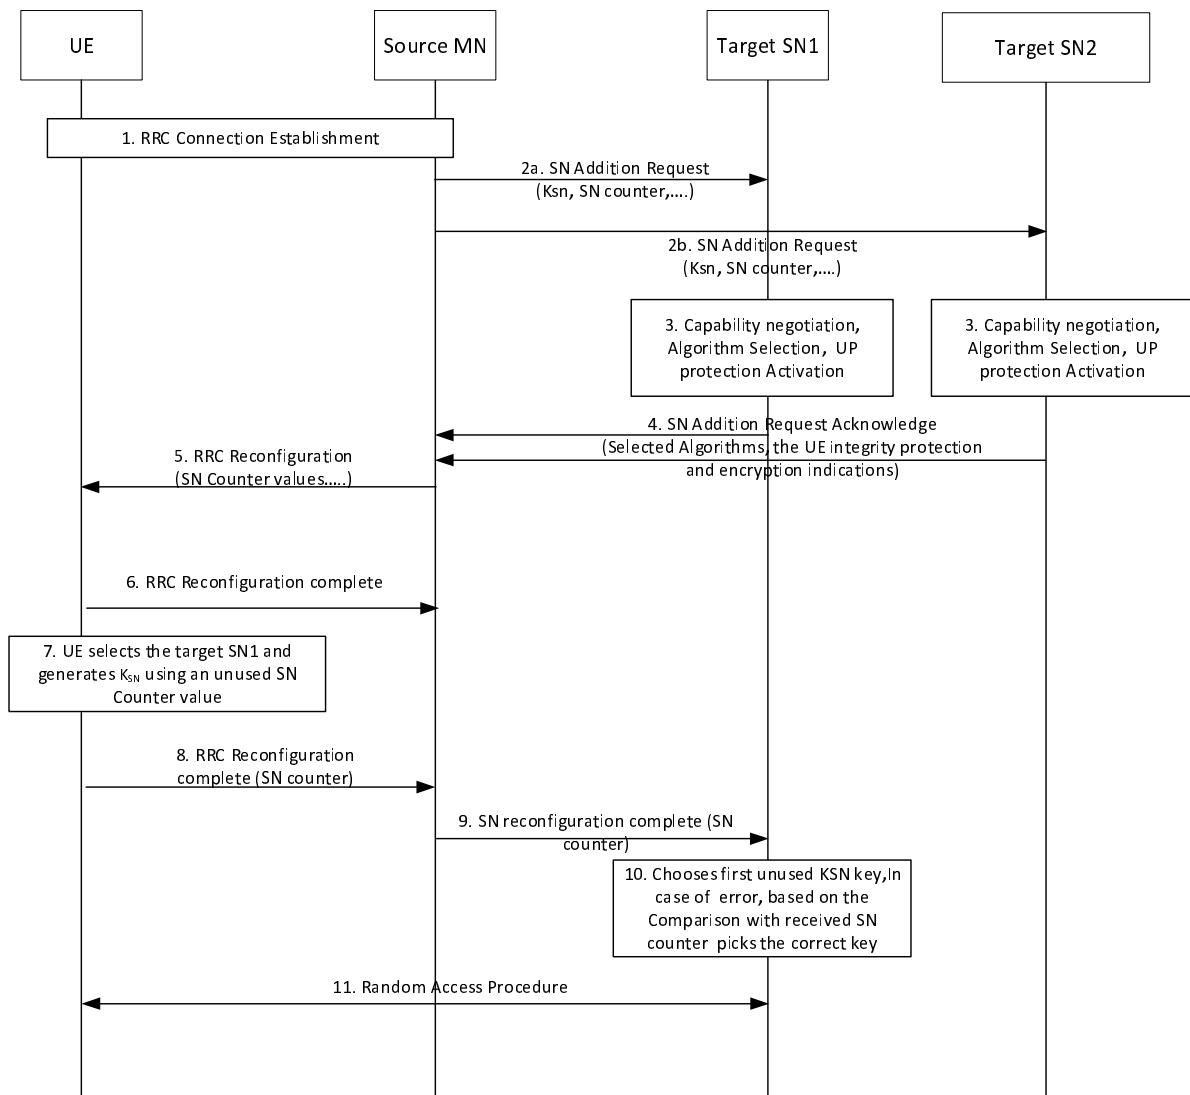 UE
Source MN
Target SN1
Target SN2
1. RRC Connection Establishment
2a. SN Addition Request
(Ksn, SN counter,....)
2b. SN Addition Request
(Ksn, SN counter,....)
3. Capability negotiation,
Algorithm Selection, UP
protection Activation
3. Capability negotiation,
Algorithm Selection, UP
protection Activation
4. SN Addition Request Acknowledge
(Selected Algorithms, the UE integrity protection
and encryption indications)
5. RRC Reconfiguration
(SN Counter values.....)
6. RRC Reconfiguration complete
7. UE selects the target SN1 and
generates KSN using an unused SN
Counter value
8. RRC Reconfiguration
complete (SN counter)
9. SN reconfiguration complete (SN
counter)
10. Chooses first unused KSN key,In
case of error, based on the
Comparison with received SN
counter picks the correct key
11. Random Access Procedure